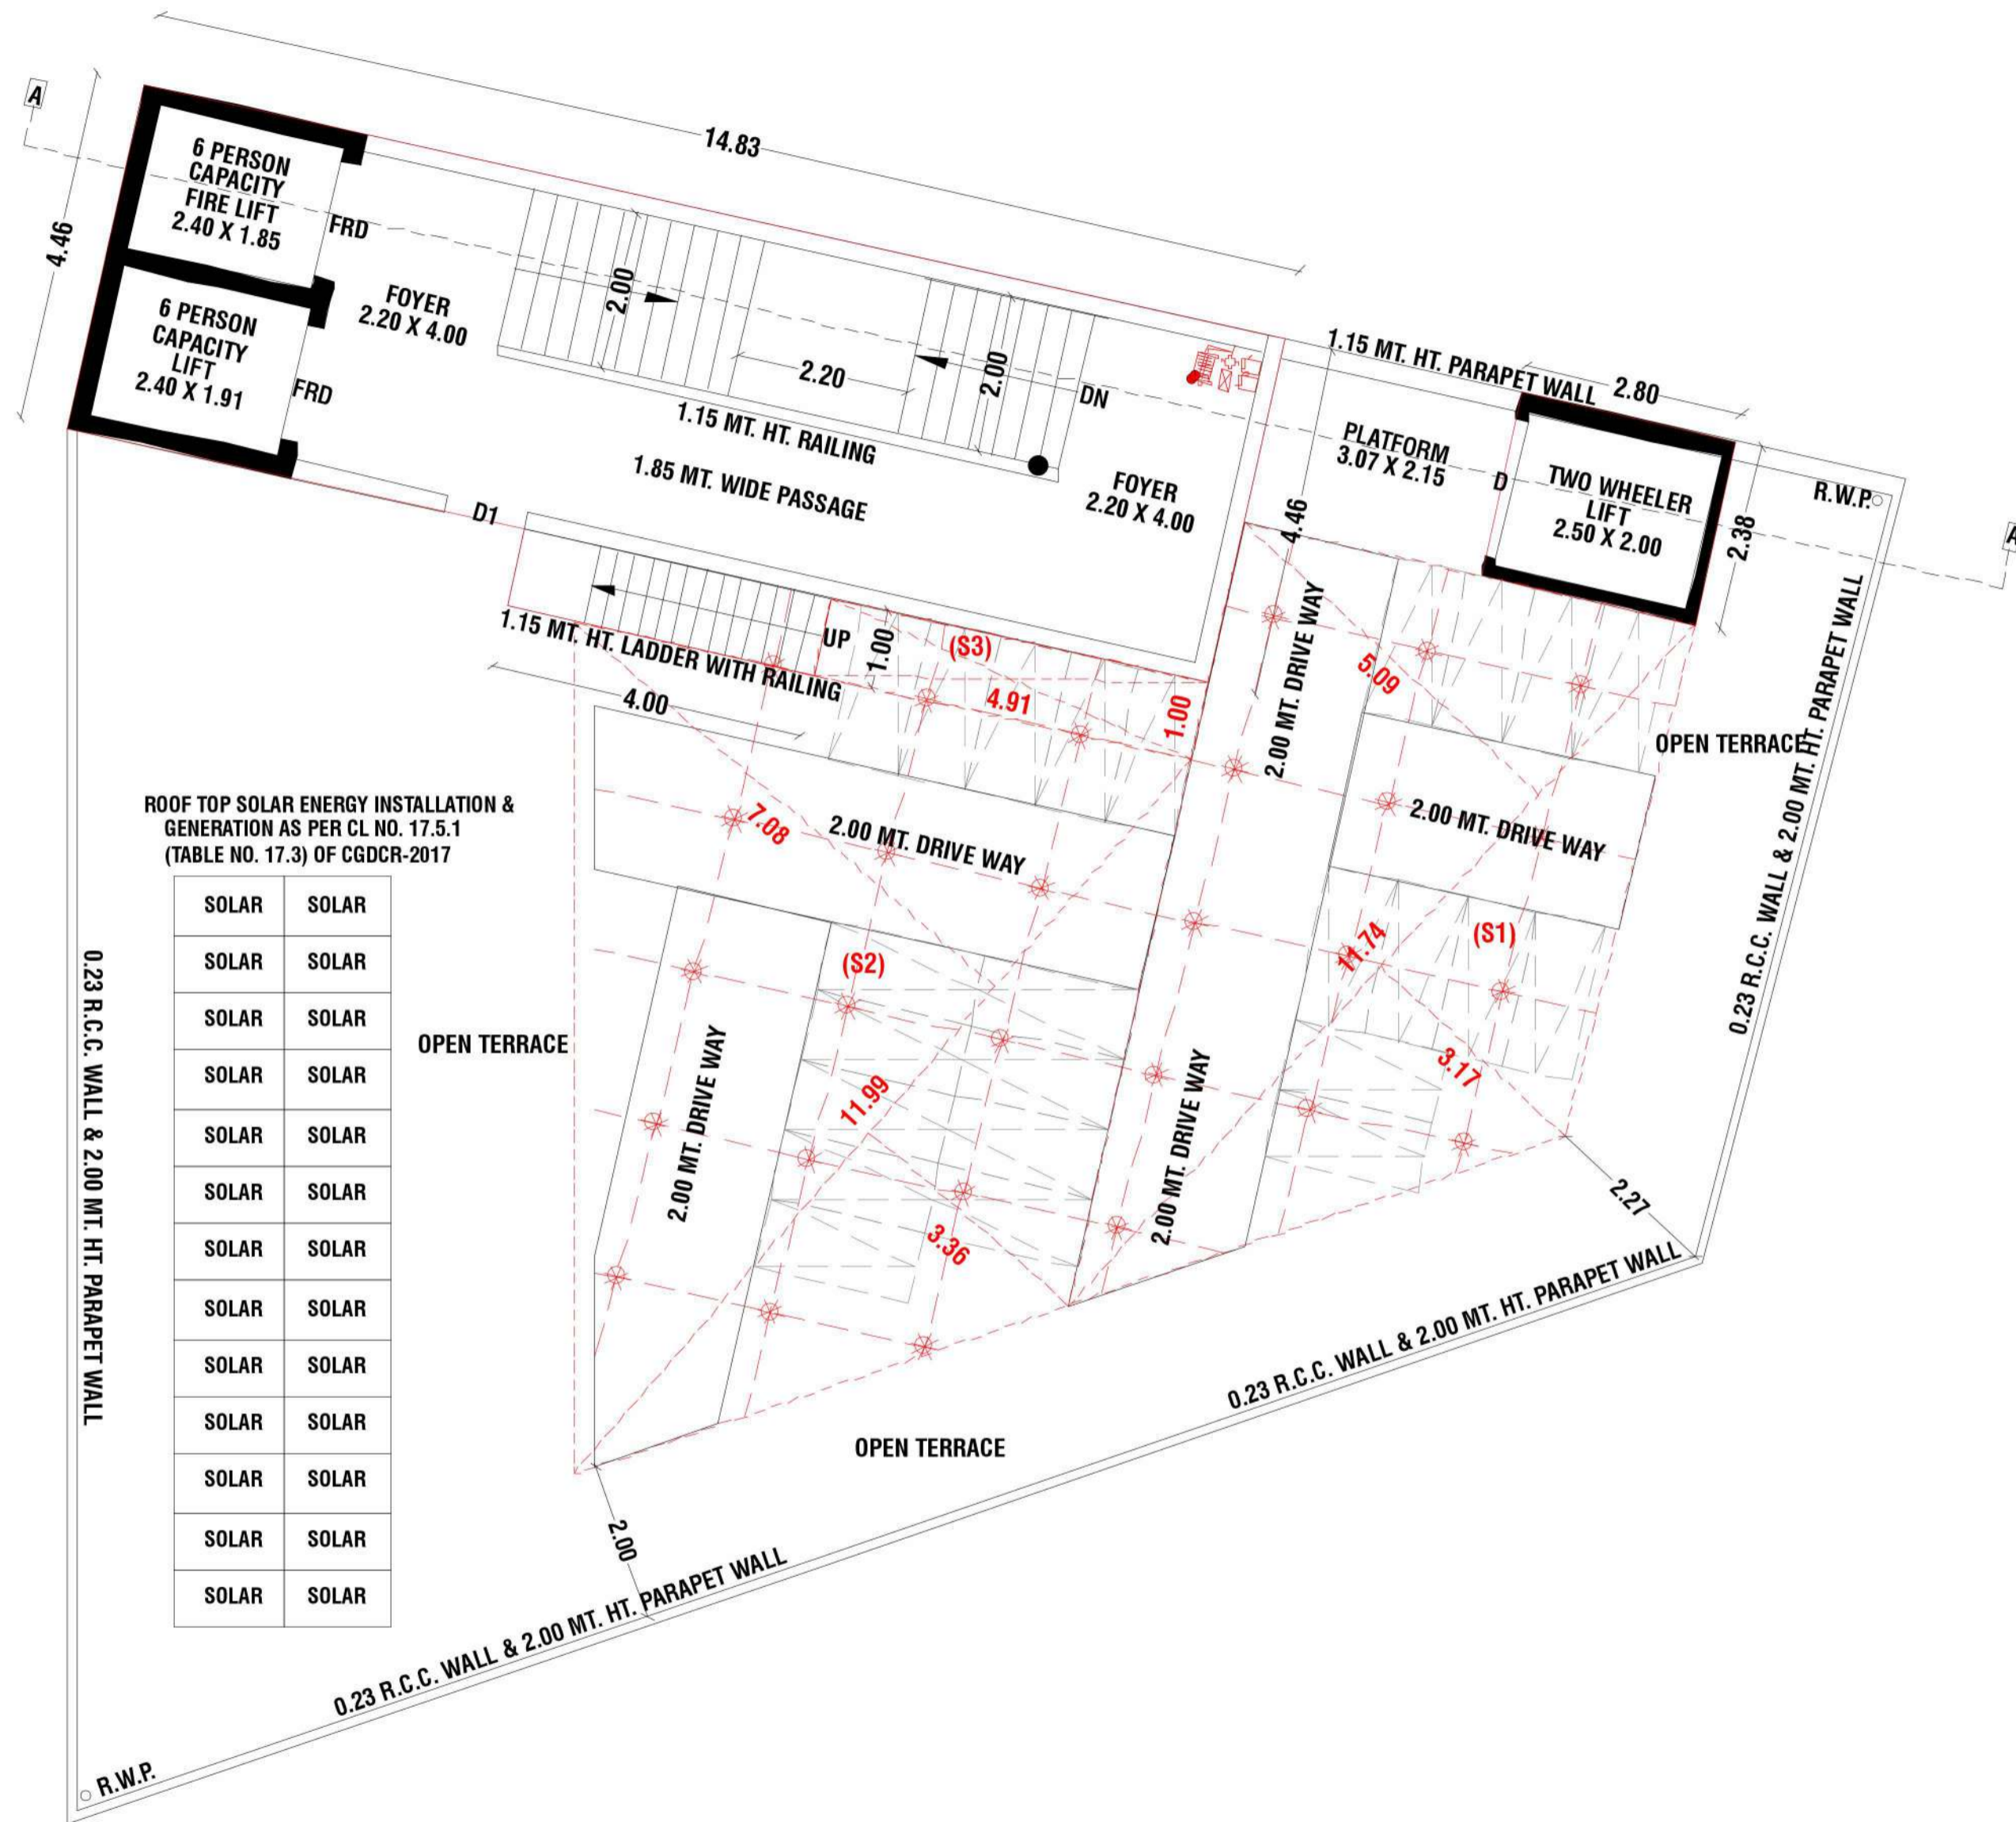 A
14.83
4.46
6 PERSON
CAPACITY
FIRE LIFT
2.40 X 1.85
FRD
6 PERSON
CAPACITY
LIFT
2.40 X 1.91
FRD
FOYER
2.20 X 4.00
2.00
2.20
2.00
DN
1.15 MT. HT. RAILING
1.85 MT. WIDE PASSAGE
FOYER
2.20 X 4.00
D1
1.15 MT. HT. PARAPET WALL
2.80
PLATFORM
3.07 X 2.15
D
TWO WHEELER
LIFT
2.50 X 2.00
R.W.P.
2.38
A
4.46
UP
1.00
1.15 MT. HT. LADDER WITH RAILING
4.00
(S3)
4.91
1.00
2.00 MT. DRIVE WAY
5.09
OPEN TERRACE
0.23 R.C.C. WALL & 2.00 MT. HT. PARAPET WALL
2.00 MT. DRIVE WAY
7.08
2.00 MT. DRIVE WAY
ROOF TOP SOLAR ENERGY INSTALLATION &
GENERATION AS PER CL NO. 17.5.1
(TABLE NO. 17.3) OF CGDCR-2017
SOLAR SOLAR
SOLAR SOLAR
SOLAR SOLAR
SOLAR SOLAR
SOLAR SOLAR
SOLAR SOLAR
SOLAR SOLAR
SOLAR SOLAR
SOLAR SOLAR
SOLAR SOLAR
SOLAR SOLAR
SOLAR SOLAR
SOLAR SOLAR
0.23 R.C.C. WALL & 2.00 MT. HT. PARAPET WALL
OPEN TERRACE
(S2)
11.99
3.36
2.00 MT. DRIVE WAY
2.00 MT. DRIVE WAY
11.74
(S1)
3.17
2.27
OPEN TERRACE
0.23 R.C.C. WALL & 2.00 MT. HT. PARAPET WALL
2.00
0.23 R.C.C. WALL & 2.00 MT. HT. PARAPET WALL
R.W.P.